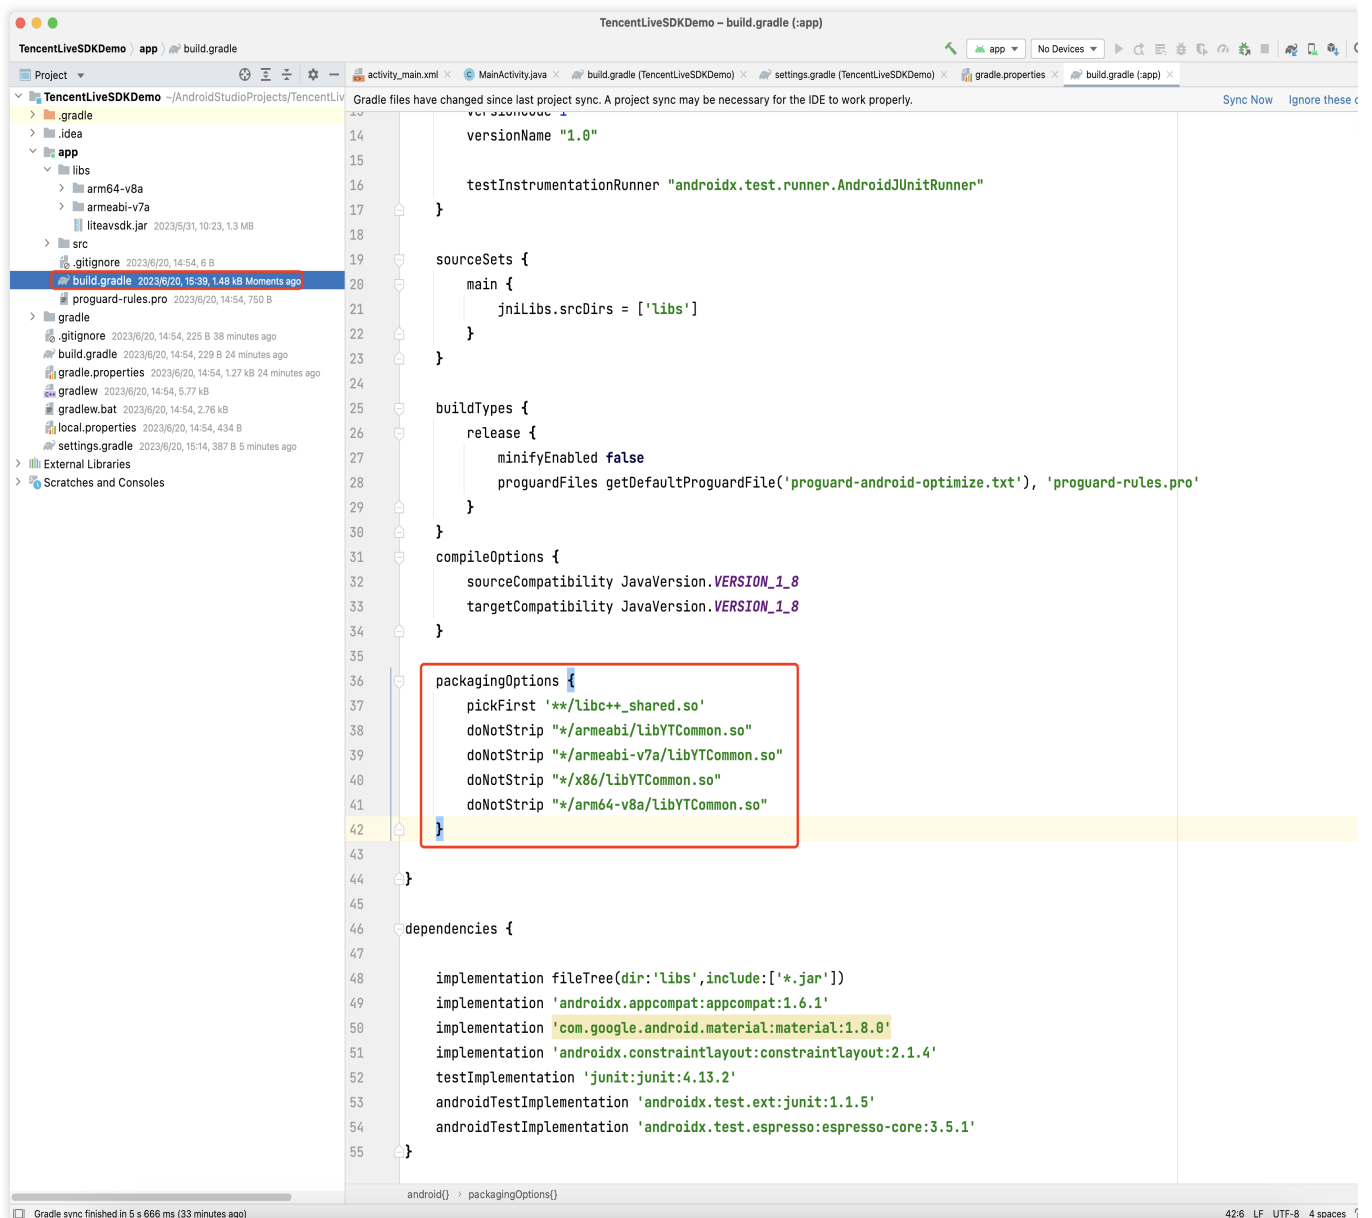 TencentLiveSDKDemo – build.gradle (:app)
TencentLiveSDKDemo › app › build.gradle
app
No Devices
Project
activity_main.xml
MainActivity.java
build.gradle (TencentLiveSDKDemo)
settings.gradle (TencentLiveSDKDemo)
gradle.properties
build.gradle (:app)
TencentLiveSDKDemo ~/AndroidStudioProjects/TencentLiv
.gradle
.idea
app
libs
arm64-v8a
armeabi-v7a
liteavsdk.jar 2023/5/31, 10:23, 1.3 MB
src
.gitignore 2023/6/20, 14:54, 6 B
build.gradle 2023/6/20, 15:39, 1.48 kB Moments ago
proguard-rules.pro 2023/6/20, 14:54, 750 B
gradle
.gitignore 2023/6/20, 14:54, 225 B 38 minutes ago
build.gradle 2023/6/20, 14:54, 229 B 24 minutes ago
gradle.properties 2023/6/20, 14:54, 1.27 kB 24 minutes ago
gradlew 2023/6/20, 14:54, 5.77 kB
gradlew.bat 2023/6/20, 14:54, 2.76 kB
local.properties 2023/6/20, 14:54, 434 B
settings.gradle 2023/6/20, 15:14, 387 B 5 minutes ago
External Libraries
Scratches and Consoles
Gradle files have changed since last project sync. A project sync may be necessary for the IDE to work properly.
Sync Now
Ignore these c
13 versionCode 1
14 versionName "1.0"
15
16 testInstrumentationRunner "androidx.test.runner.AndroidJUnitRunner"
17 }
18
19 sourceSets {
20 main {
21 jniLibs.srcDirs = ['libs']
22 }
23 }
24
25 buildTypes {
26 release {
27 minifyEnabled false
28 proguardFiles getDefaultProguardFile('proguard-android-optimize.txt'), 'proguard-rules.pro'
29 }
30 }
31 compileOptions {
32 sourceCompatibility JavaVersion.VERSION_1_8
33 targetCompatibility JavaVersion.VERSION_1_8
34 }
35
36 packagingOptions {
37 pickFirst '**/libc++_shared.so'
38 doNotStrip "*/armeabi/libYTCommon.so"
39 doNotStrip "*/armeabi-v7a/libYTCommon.so"
40 doNotStrip "*/x86/libYTCommon.so"
41 doNotStrip "*/arm64-v8a/libYTCommon.so"
42 }
43
44 }
45
46 dependencies {
47
48 implementation fileTree(dir:'libs',include:['*.jar'])
49 implementation 'androidx.appcompat:appcompat:1.6.1'
50 implementation 'com.google.android.material:material:1.8.0'
51 implementation 'androidx.constraintlayout:constraintlayout:2.1.4'
52 testImplementation 'junit:junit:4.13.2'
53 androidTestImplementation 'androidx.test.ext:junit:1.1.5'
54 androidTestImplementation 'androidx.test.espresso:espresso-core:3.5.1'
55 }
android{} › packagingOptions{}
Gradle sync finished in 5 s 666 ms (33 minutes ago)
42:6 LF UTF-8 4 spaces